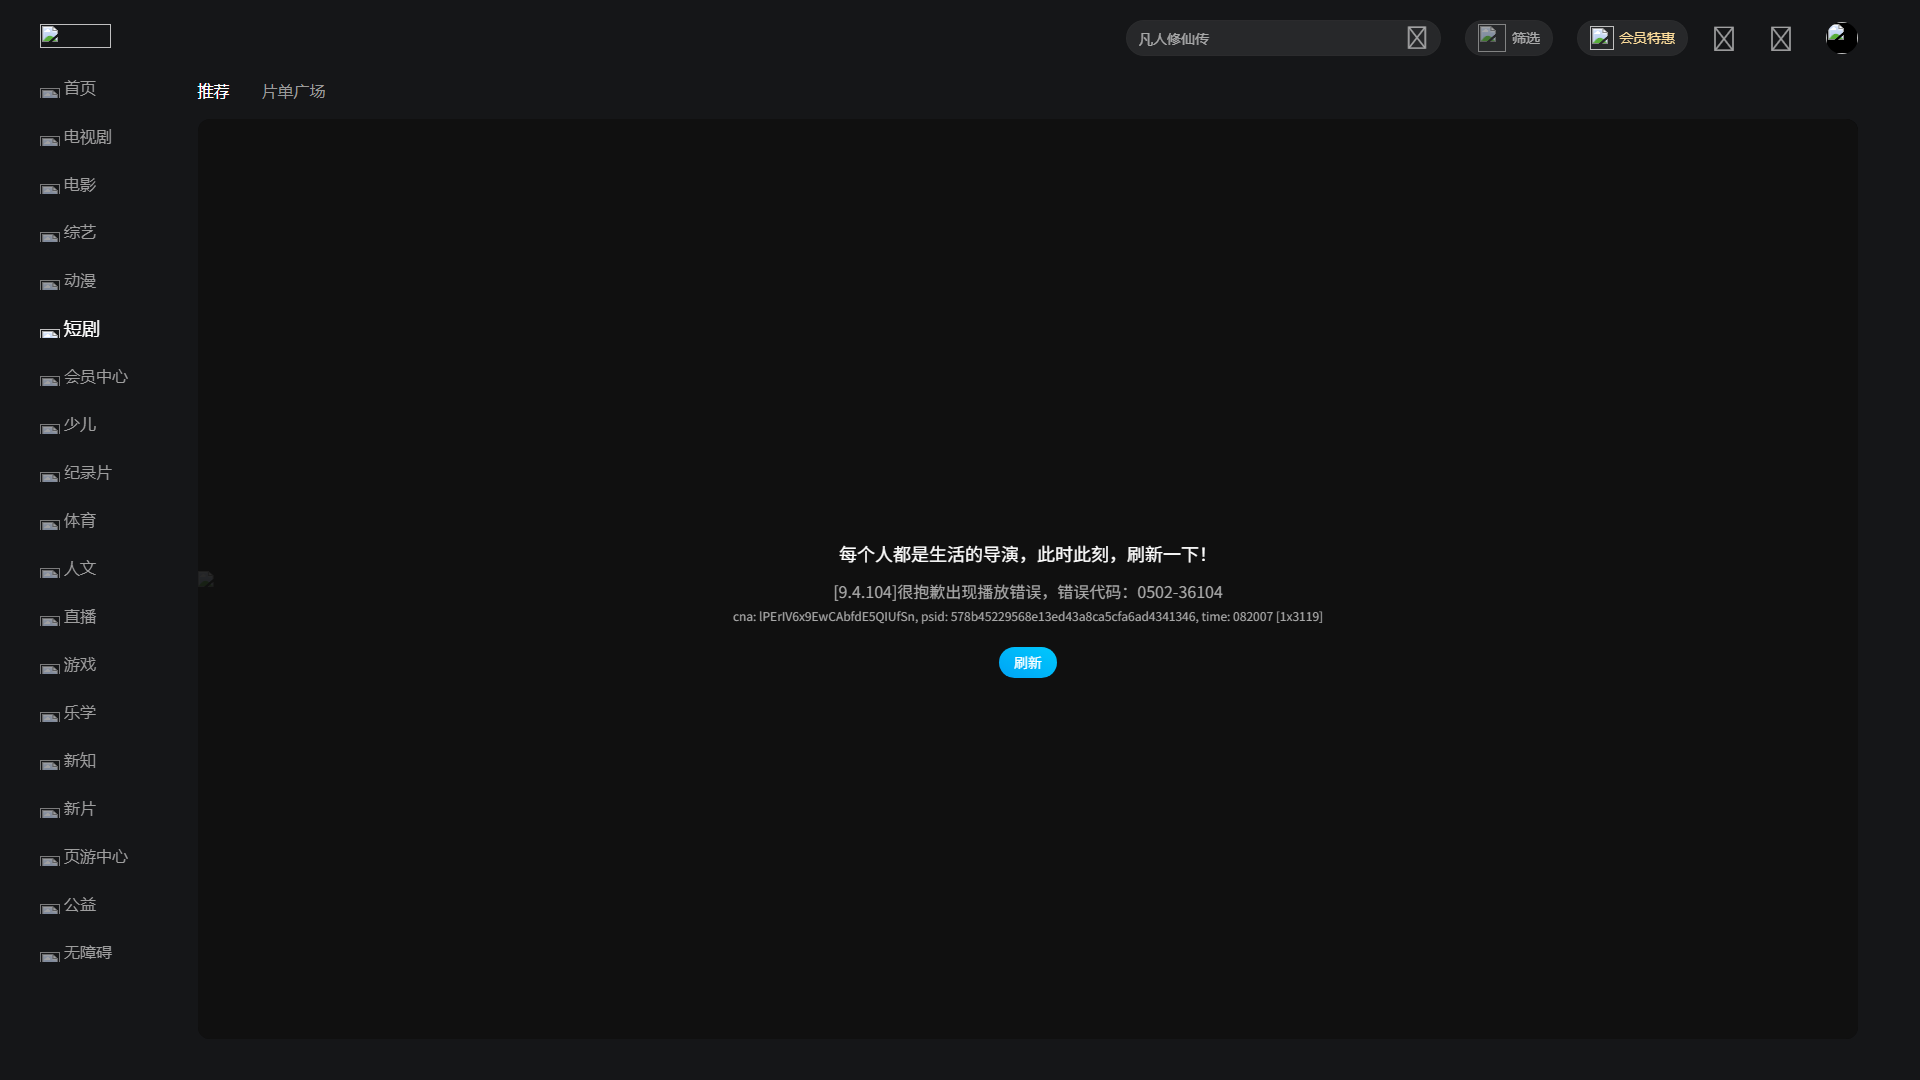 凡人修仙传
筛选
会员特惠
首页
电视剧
电影
综艺
动漫
短剧
会员中心
少儿
纪录片
体育
人文
直播
游戏
乐学
新知
新片
页游中心
公益
无障碍
推荐
片单广场
每个人都是生活的导演，此时此刻，刷新一下！
[9.4.104]很抱歉出现播放错误，错误代码：0502-36104
cna: lPErIV6x9EwCAbfdE5QIUfSn, psid: 578b45229568e13ed43a8ca5cfa6ad4341346, time: 082007 [1x3119]
刷新